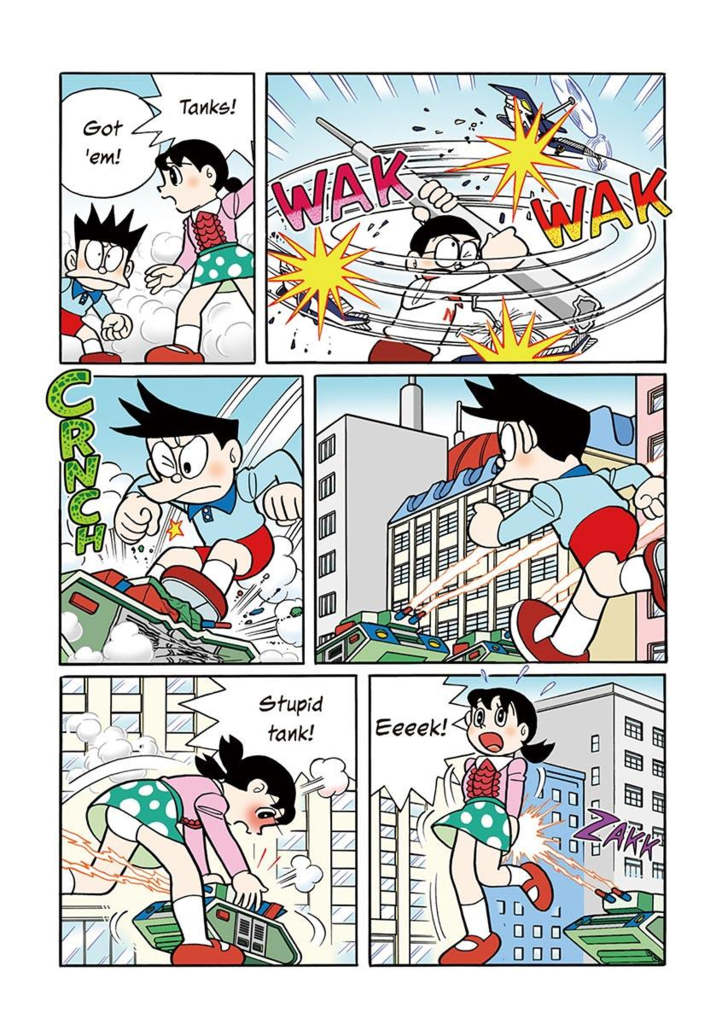 Got
'em!
Tanks!
WAK
WAK
N
CRNCH
Eeeek!
ZAKK
Stupid
tank!